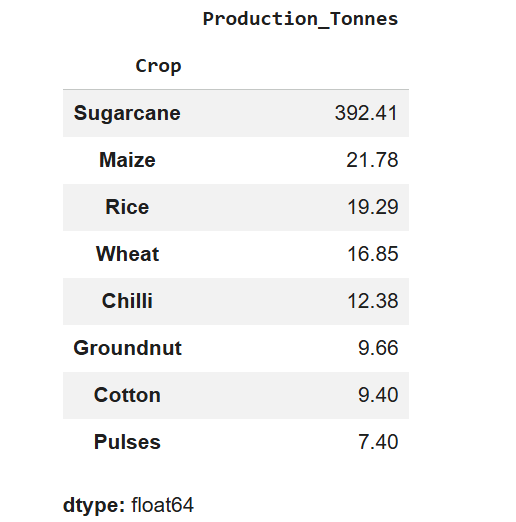 Production_Tonnes
Crop
Sugarcane 392.41
Maize 21.78
Rice 19.29
Wheat 16.85
Chilli 12.38
Groundnut 9.66
Cotton 9.40
Pulses 7.40
dtype: float64